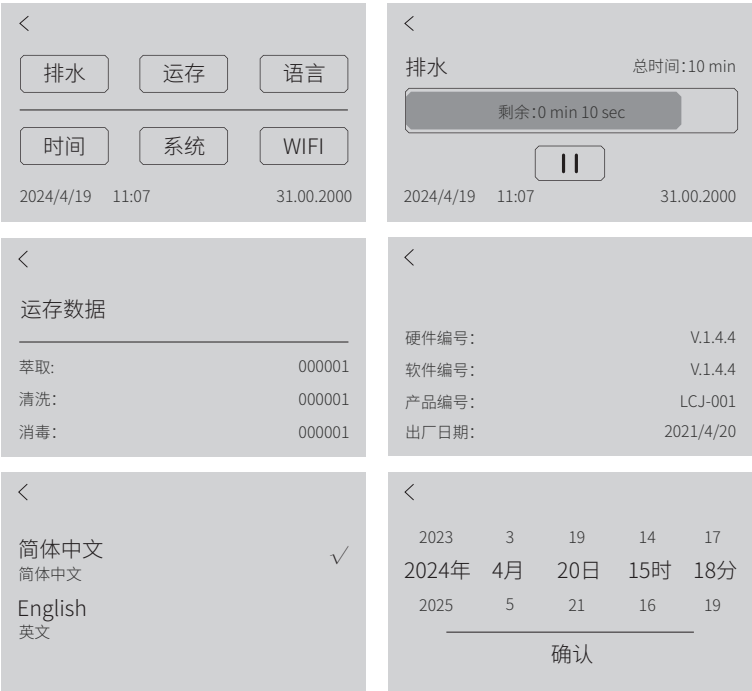 <
排水 运存 语言
时间 系统 WIFI
2024/4/19 11:07 31.00.2000
<
排水 总时间:10 min
剩余:0 min 10 sec
2024/4/19 11:07 31.00.2000
<
运存数据
萃取: 000001
清洗: 000001
消毒: 000001
<
硬件编号: V.1.4.4
软件编号: V.1.4.4
产品编号: LCJ-001
出厂日期: 2021/4/20
<
简体中文 √
简体中文
English
英文
<
2023 3 19 14 17
2024年 4月 20日 15时 18分
2025 5 21 16 19
确认